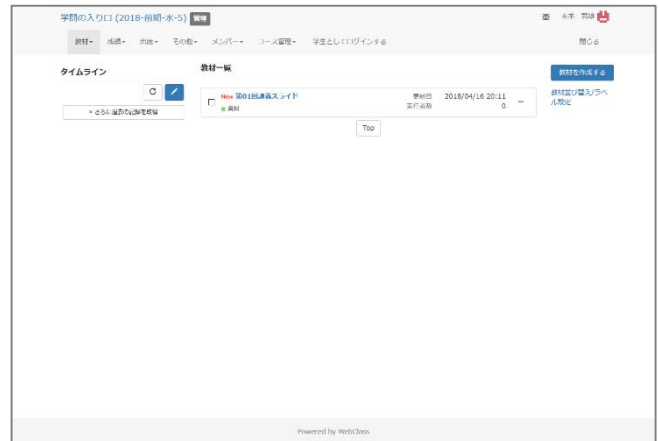 学問の入り口 (2018-前期-水-5) 管理
教材 成績 出席 その他 メンバー コース管理 学生としてログインする 閉じる
タイムライン
教材一覧
教材を作成する
New 第01回講義スライド
資料
更新日 2018/04/16 20:11
実行者数 0
教材並び替え/ラベ
ル設定
» さらに過去の記録を取得
Top
Powered by WebClass